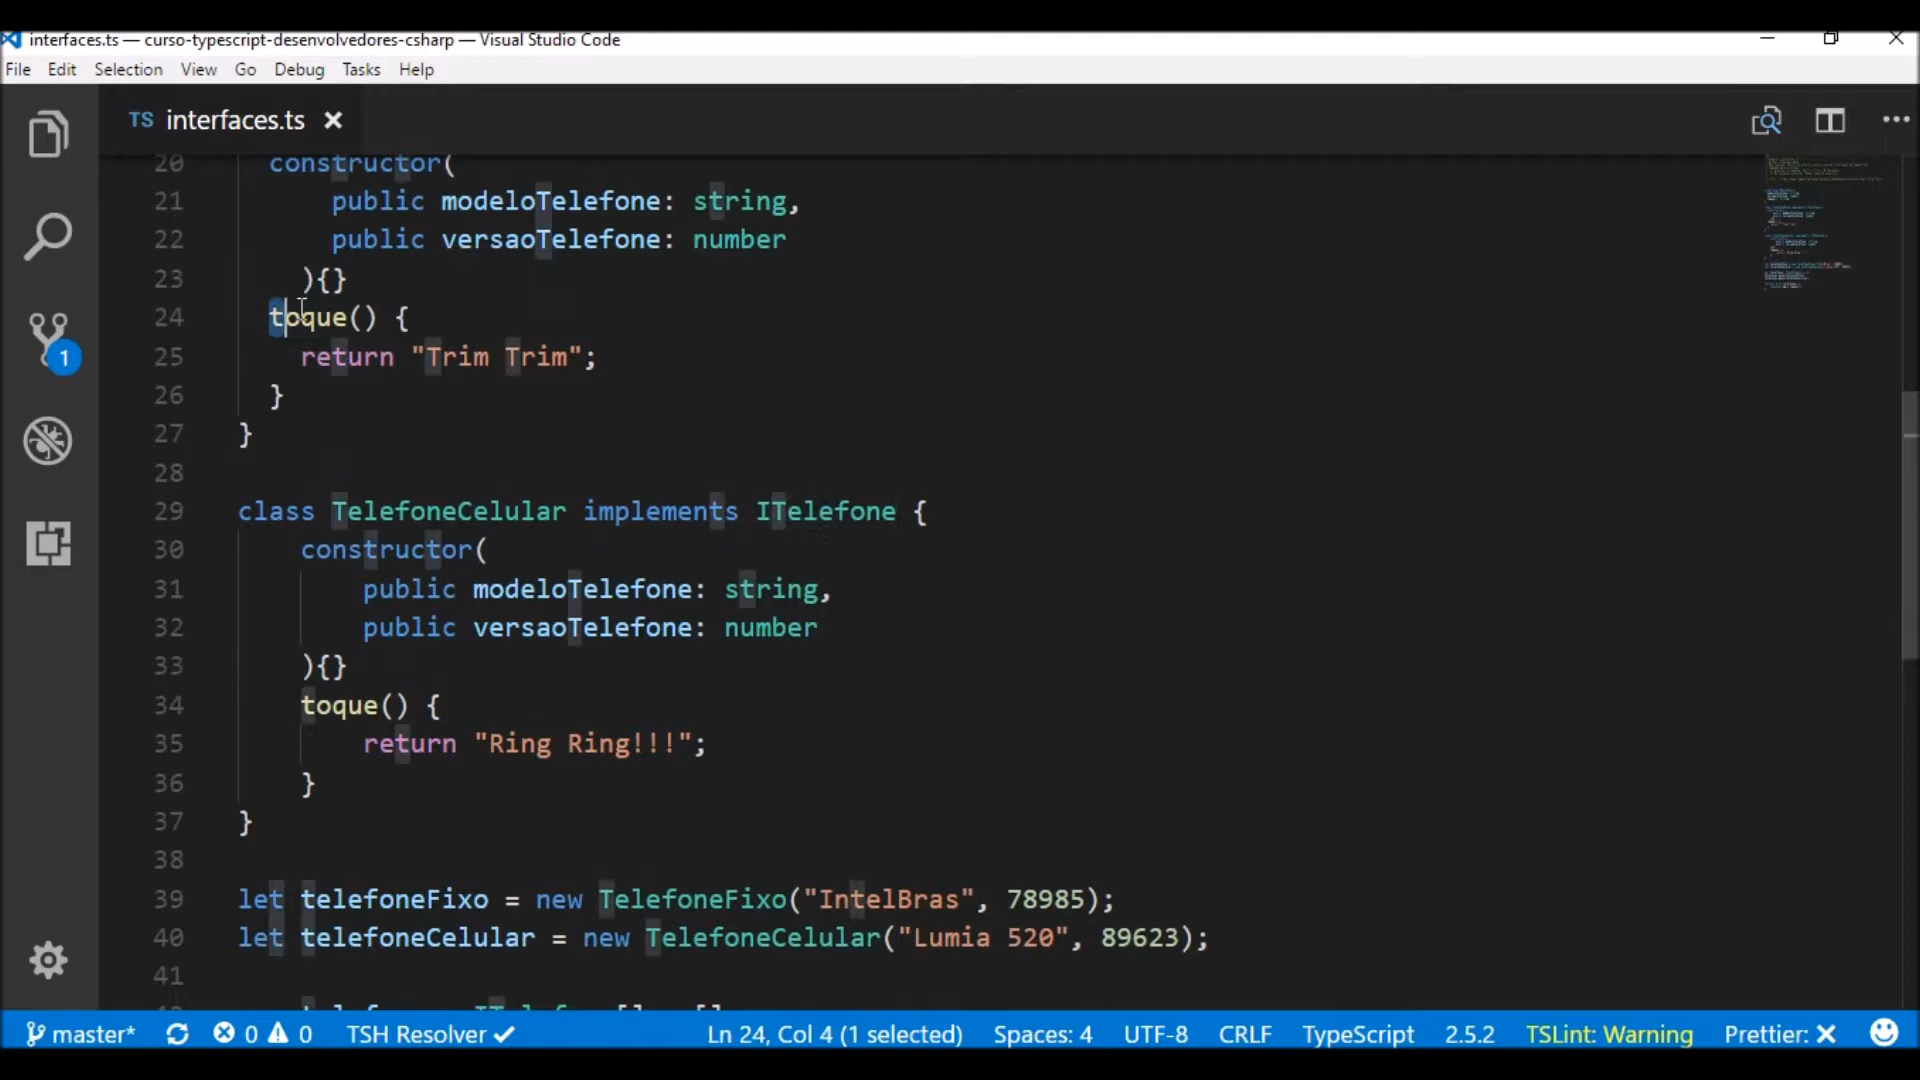 interfaces.ts — curso-typescript-desenvolvedores-csharp — Visual Studio Code
File Edit Selection View Go Debug Tasks Help
TS interfaces.ts
20 constructor(
21 public modeloTelefone: string,
22 public versaoTelefone: number
23 ){}
24 toque() {
25 return "Trim Trim";
26 }
27 }
28
29 class TelefoneCelular implements ITelefone {
30 constructor(
31 public modeloTelefone: string,
32 public versaoTelefone: number
33 ){}
34 toque() {
35 return "Ring Ring!!!";
36 }
37 }
38
39 let telefoneFixo = new TelefoneFixo("IntelBras", 78985);
40 let telefoneCelular = new TelefoneCelular("Lumia 520", 89623);
41
1
master* 0 0 TSH Resolver Ln 24, Col 4 (1 selected) Spaces: 4 UTF-8 CRLF TypeScript 2.5.2 TSLint: Warning Prettier: